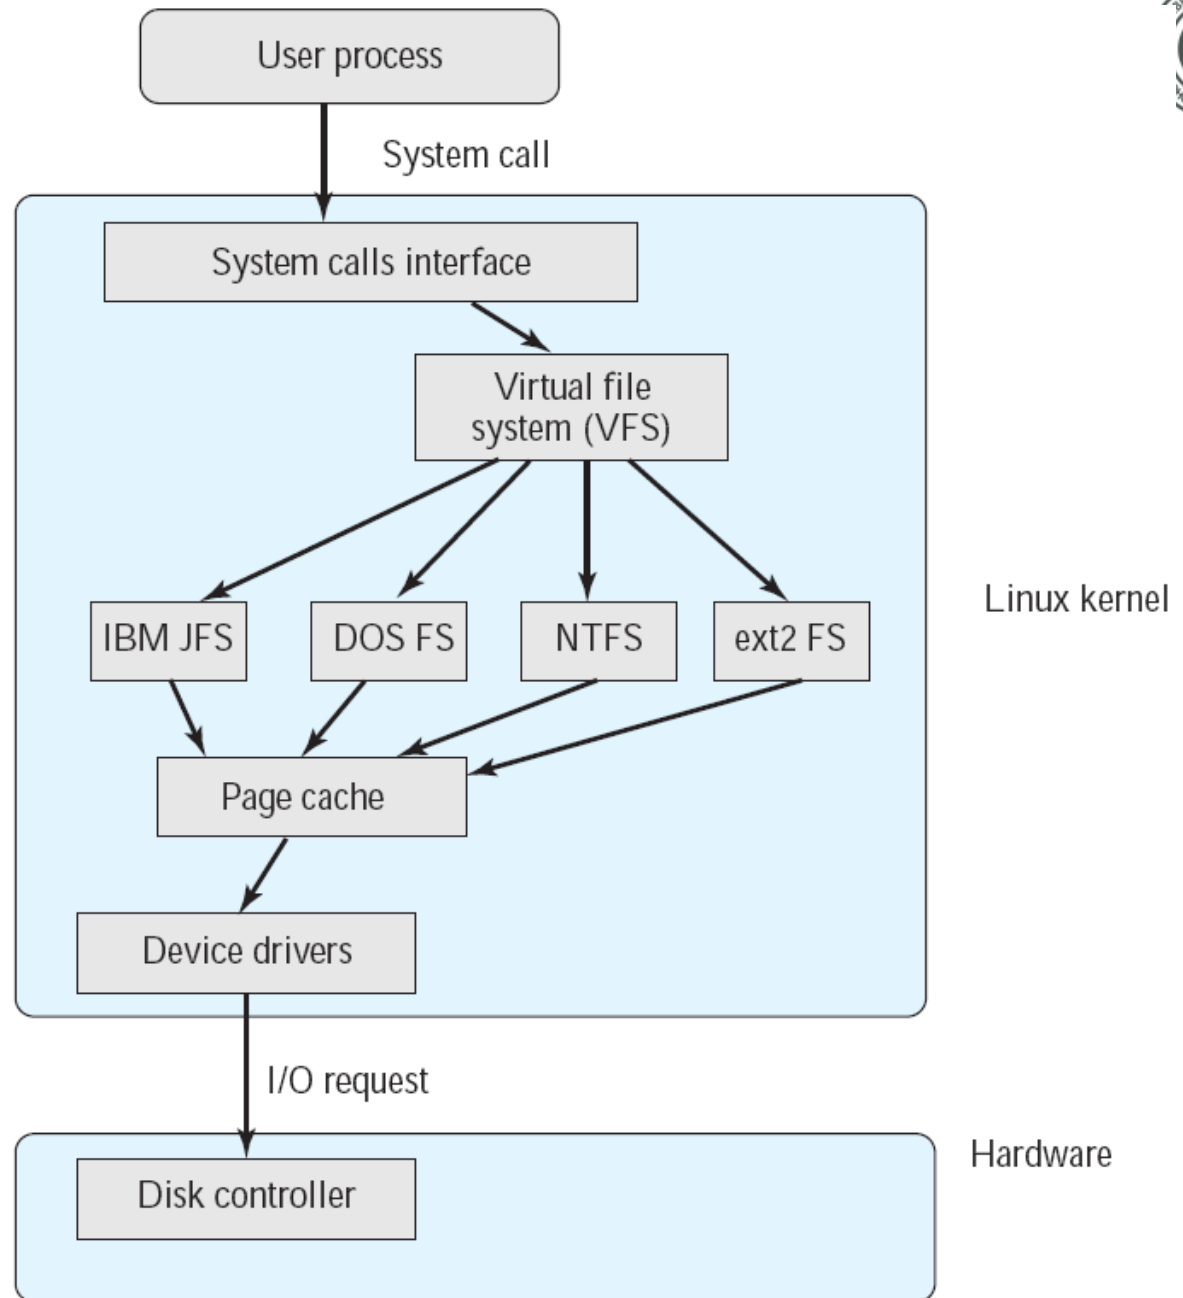 User process
System call
System calls interface
Virtual file
system (VFS)
IBM JFS
DOS FS
NTFS
ext2 FS
Linux kernel
Page cache
Device drivers
I/O request
Hardware
Disk controller